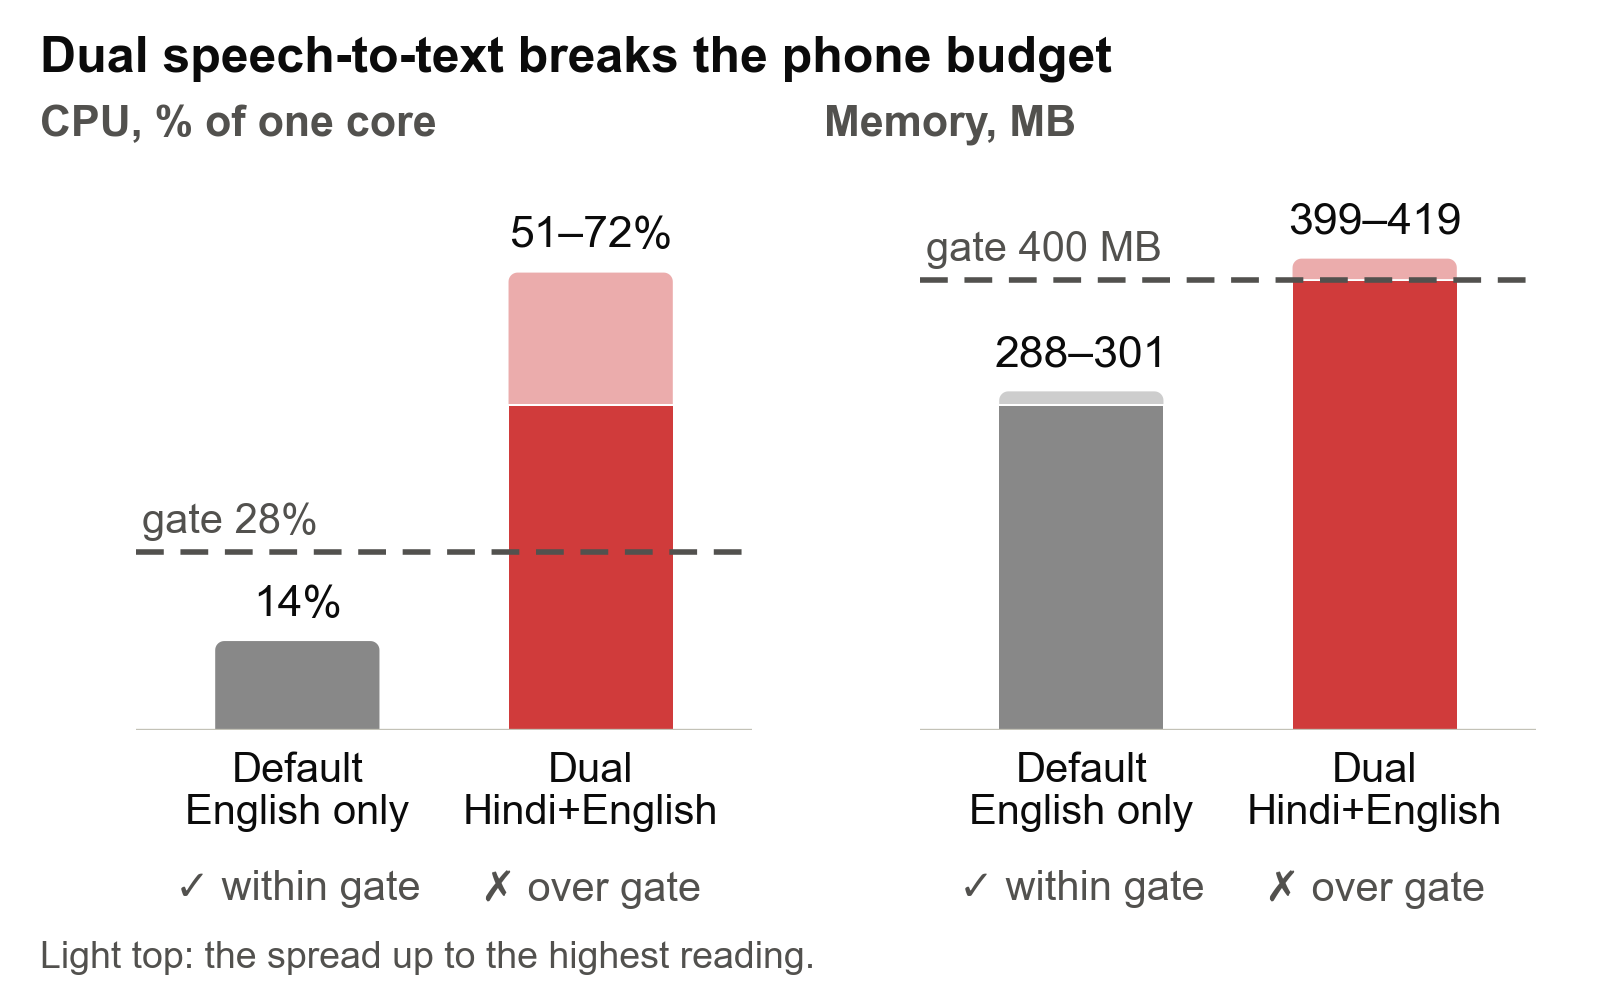 Dual speech-to-text breaks the phone budget
CPU, % of one core
51–72%
gate 28%
14%
Default
English only
Dual
Hindi+English
✓ within gate
✗ over gate
Memory, MB
399–419
gate 400 MB
288–301
Default
English only
Dual
Hindi+English
✓ within gate
✗ over gate
Light top: the spread up to the highest reading.